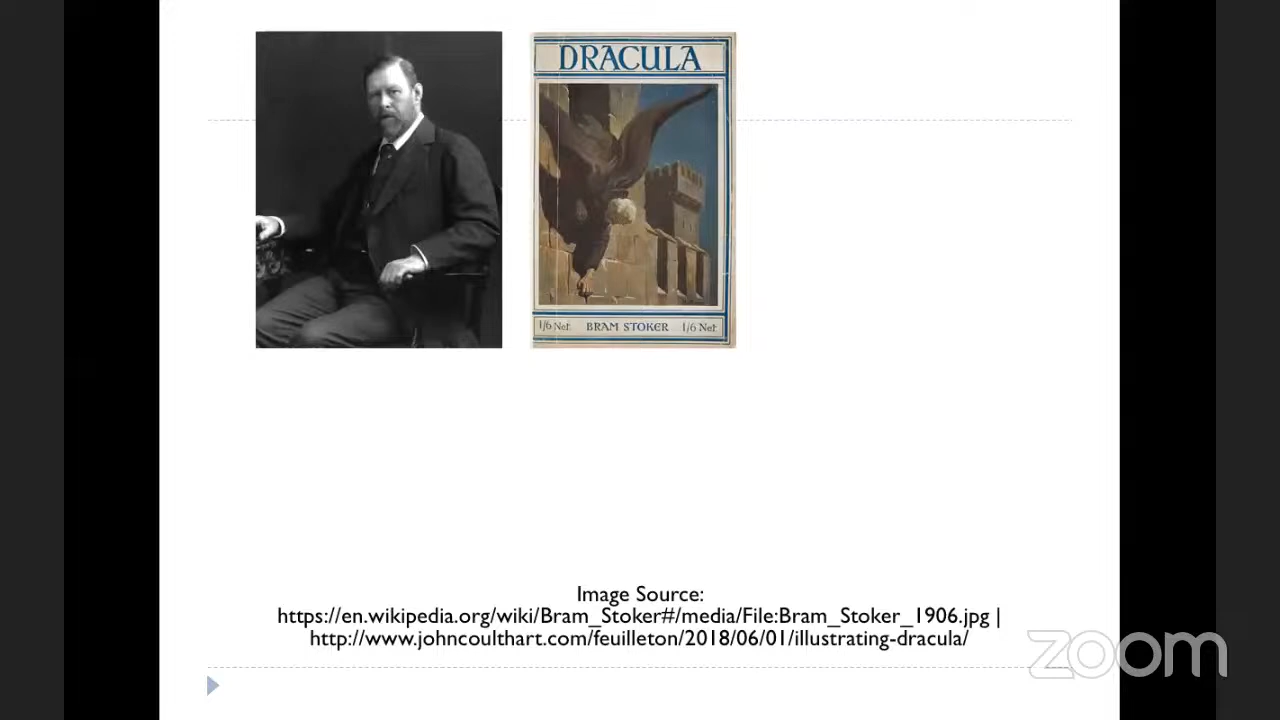 DRACULA
1/6 Net. BRAM STOKER 1/6 Net.
Image Source:
https://en.wikipedia.org/wiki/Bram_Stoker#/media/File:Bram_Stoker_1906.jpg |
http://www.johncoulthart.com/feuilleton/2018/06/01/illustrating-dracula/
zoom